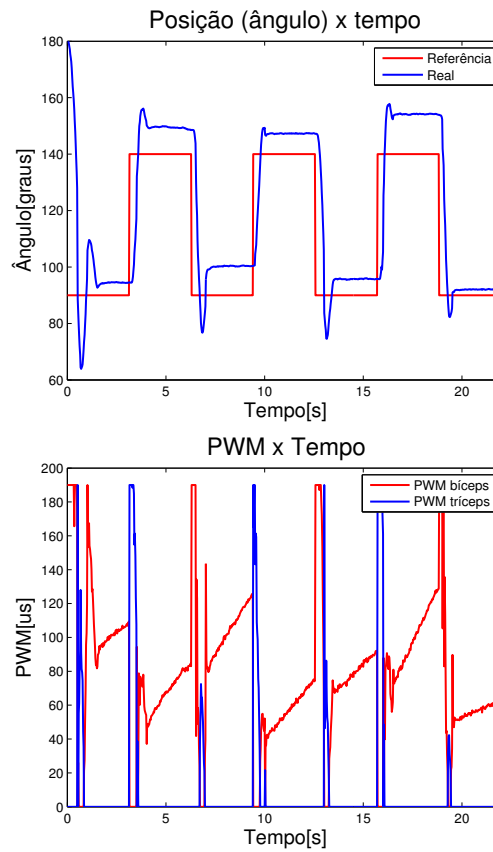 Posição (ângulo) x tempo
180
160
140
120
100
80
60
Ângulo[graus]
Referência
Real
0
5
10
15
20
Tempo[s]
PWM x Tempo
200
180
160
140
120
100
80
60
40
20
0
PWM[us]
PWM bíceps
PWM tríceps
0
5
10
15
20
Tempo[s]